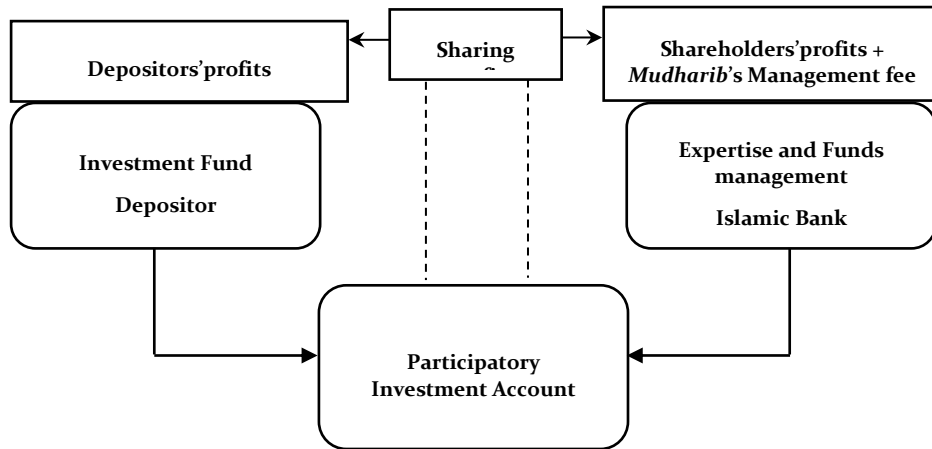 Depositors'profits
Sharing
Shareholders'profits +
Mudharib's Management fee
Investment Fund
Depositor
Expertise and Funds
management
Islamic Bank
Participatory
Investment Account